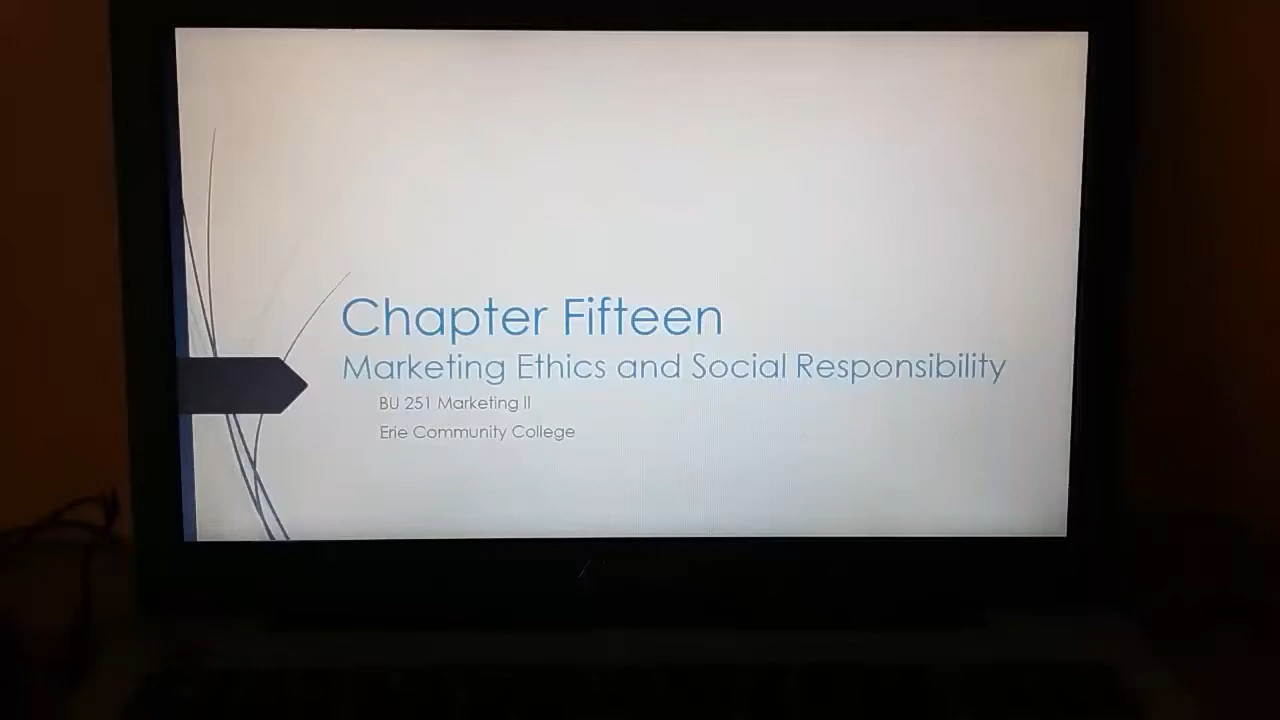 Chapter Fifteen
Marketing Ethics and Social Responsibility
BU 251 Marketing II
Erie Community College